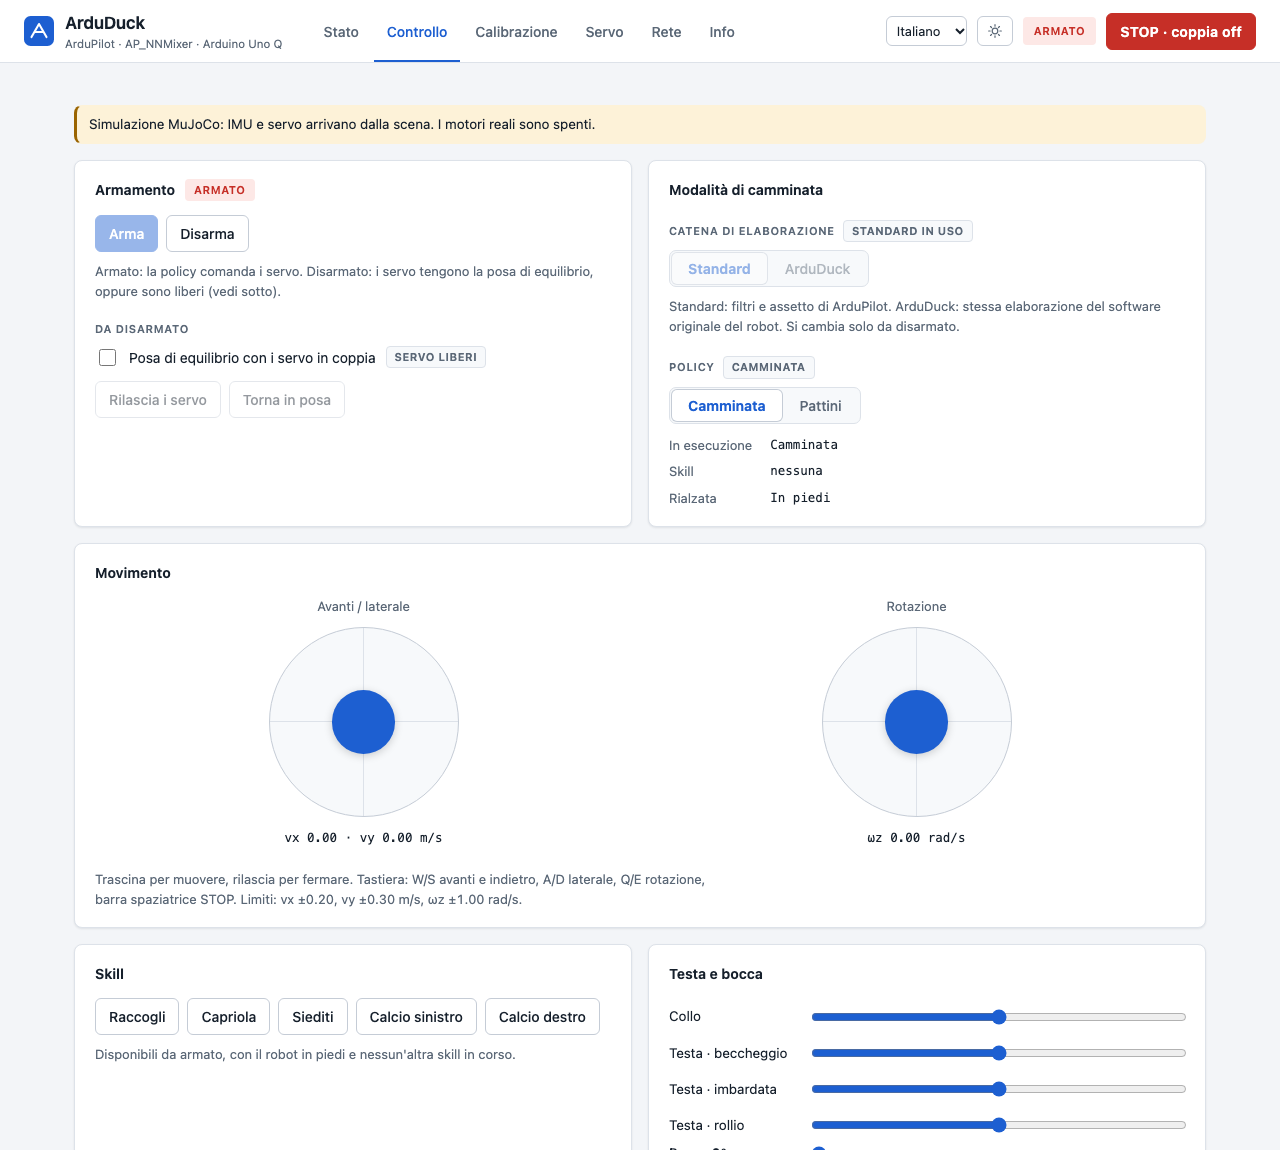 ArduDuck
ArduPilot · AP_NNMixer · Arduino Uno Q
Stato
Controllo
Calibrazione
Servo
Rete
Info
Italiano
ARMATO
STOP · coppia off
Simulazione MuJoCo: IMU e servo arrivano dalla scena. I motori reali sono spenti.
Armamento ARMATO
Arma
Disarma
Armato: la policy comanda i servo. Disarmato: i servo tengono la posa di equilibrio,
oppure sono liberi (vedi sotto).
DA DISARMATO
Posa di equilibrio con i servo in coppia SERVO LIBERI
Rilascia i servo
Torna in posa
Modalità di camminata
CATENA DI ELABORAZIONE STANDARD IN USO
Standard
ArduDuck
Standard: filtri e assetto di ArduPilot. ArduDuck: stessa elaborazione del software
originale del robot. Si cambia solo da disarmato.
POLICY CAMMINATA
Camminata
Pattini
In esecuzione Camminata
Skill nessuna
Rialzata In piedi
Movimento
Avanti / laterale
vx 0.00 · vy 0.00 m/s
Rotazione
ωz 0.00 rad/s
Trascina per muovere, rilascia per fermare. Tastiera: W/S avanti e indietro, A/D laterale, Q/E rotazione,
barra spaziatrice STOP. Limiti: vx ±0.20, vy ±0.30 m/s, ωz ±1.00 rad/s.
Skill
Raccogli
Capriola
Siediti
Calcio sinistro
Calcio destro
Disponibili da armato, con il robot in piedi e nessun'altra skill in corso.
Testa e bocca
Collo
Testa · beccheggio
Testa · imbardata
Testa · rollio